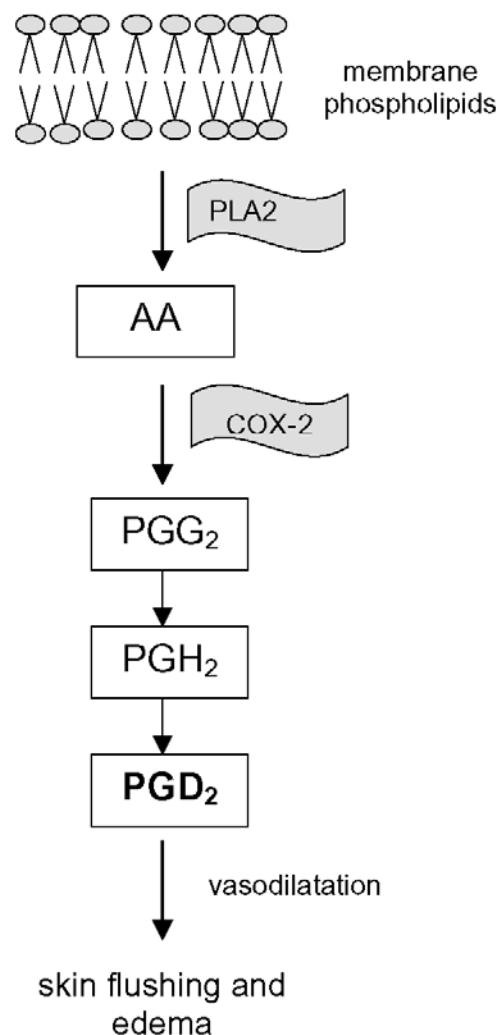 membrane
phospholipids
PLA2
AA
COX-2
PGG₂
PGH₂
PGD₂
vasodilatation
skin flushing and
edema